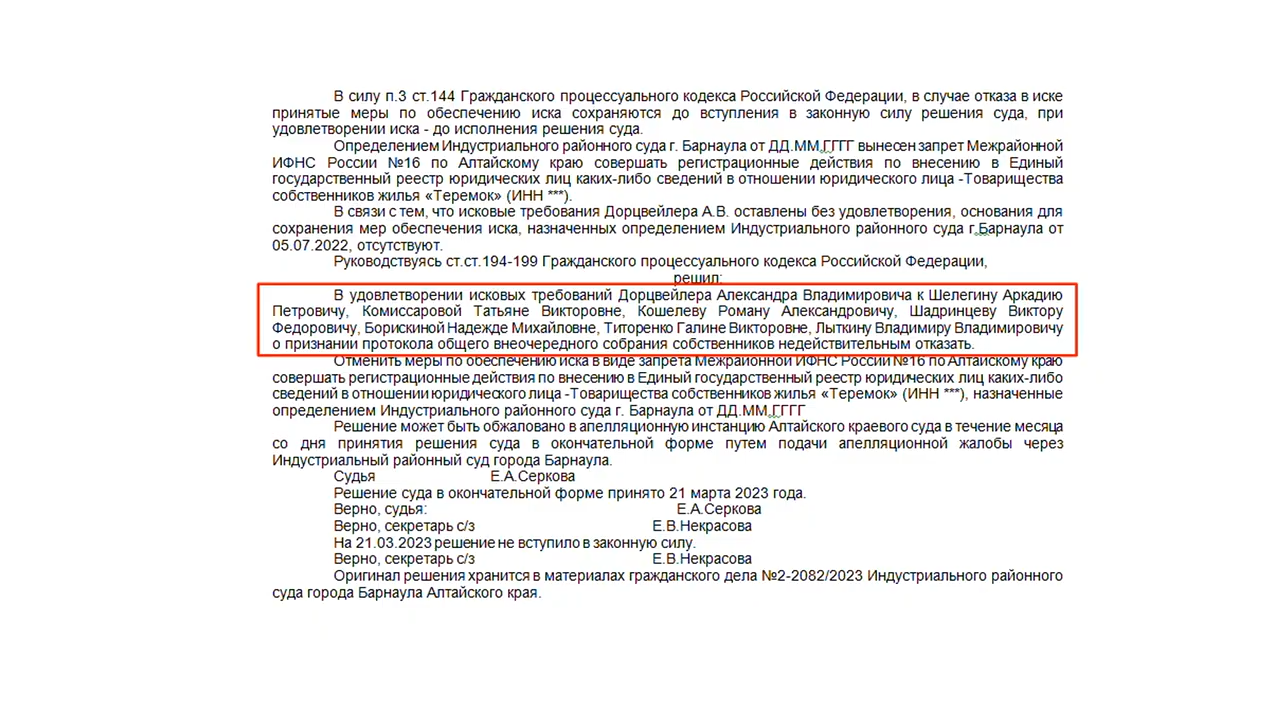 В силу п.3 ст.144 Гражданского процессуального кодекса Российской Федерации, в случае отказа в иске
принятые меры по обеспечению иска сохраняются до вступления в законную силу решения суда, при
удовлетворении иска - до исполнения решения суда.
Определением Индустриального районного суда г. Барнаула от ДД.ММ.ГГГГ вынесен запрет Межрайонной
ИФНС России №16 по Алтайскому краю совершать регистрационные действия по внесению в Единый
государственный реестр юридических лиц каких-либо сведений в отношении юридического лица -Товарищества
собственников жилья «Теремок» (ИНН ***).
В связи с тем, что исковые требования Дорцвейлера А.В. оставлены без удовлетворения, основания для
сохранения мер обеспечения иска, назначенных определением Индустриального районного суда г.Барнаула от
05.07.2022, отсутствуют.
Руководствуясь ст.ст.194-199 Гражданского процессуального кодекса Российской Федерации,
решил:
В удовлетворении исковых требований Дорцвейлера Александра Владимировича к Шелегину Аркадию
Петровичу, Комиссаровой Татьяне Викторовне, Кошелеву Роману Александровичу, Шадринцеву Виктору
Федоровичу, Борискиной Надежде Михайловне, Титоренко Галине Викторовне, Лыткину Владимиру Владимировичу
о признании протокола общего внеочередного собрания собственников недействительным отказать.
Отменить меры по обеспечению иска в виде запрета Межрайонной ИФНС России №16 по Алтайскому краю
совершать регистрационные действия по внесению в Единый государственный реестр юридических лиц каких-либо
сведений в отношении юридического лица -Товарищества собственников жилья «Теремок» (ИНН ***), назначенные
определением Индустриального районного суда г. Барнаула от ДД.ММ.ГГГГ
Решение может быть обжаловано в апелляционную инстанцию Алтайского краевого суда в течение месяца
со дня принятия решения суда в окончательной форме путем подачи апелляционной жалобы через
Индустриальный районный суд города Барнаула.
Судья Е.А.Серкова
Решение суда в окончательной форме принято 21 марта 2023 года.
Верно, судья: Е.А.Серкова
Верно, секретарь с/з Е.В.Некрасова
На 21.03.2023 решение не вступило в законную силу.
Верно, секретарь с/з Е.В.Некрасова
Оригинал решения хранится в материалах гражданского дела №2-2082/2023 Индустриального районного
суда города Барнаула Алтайского края.